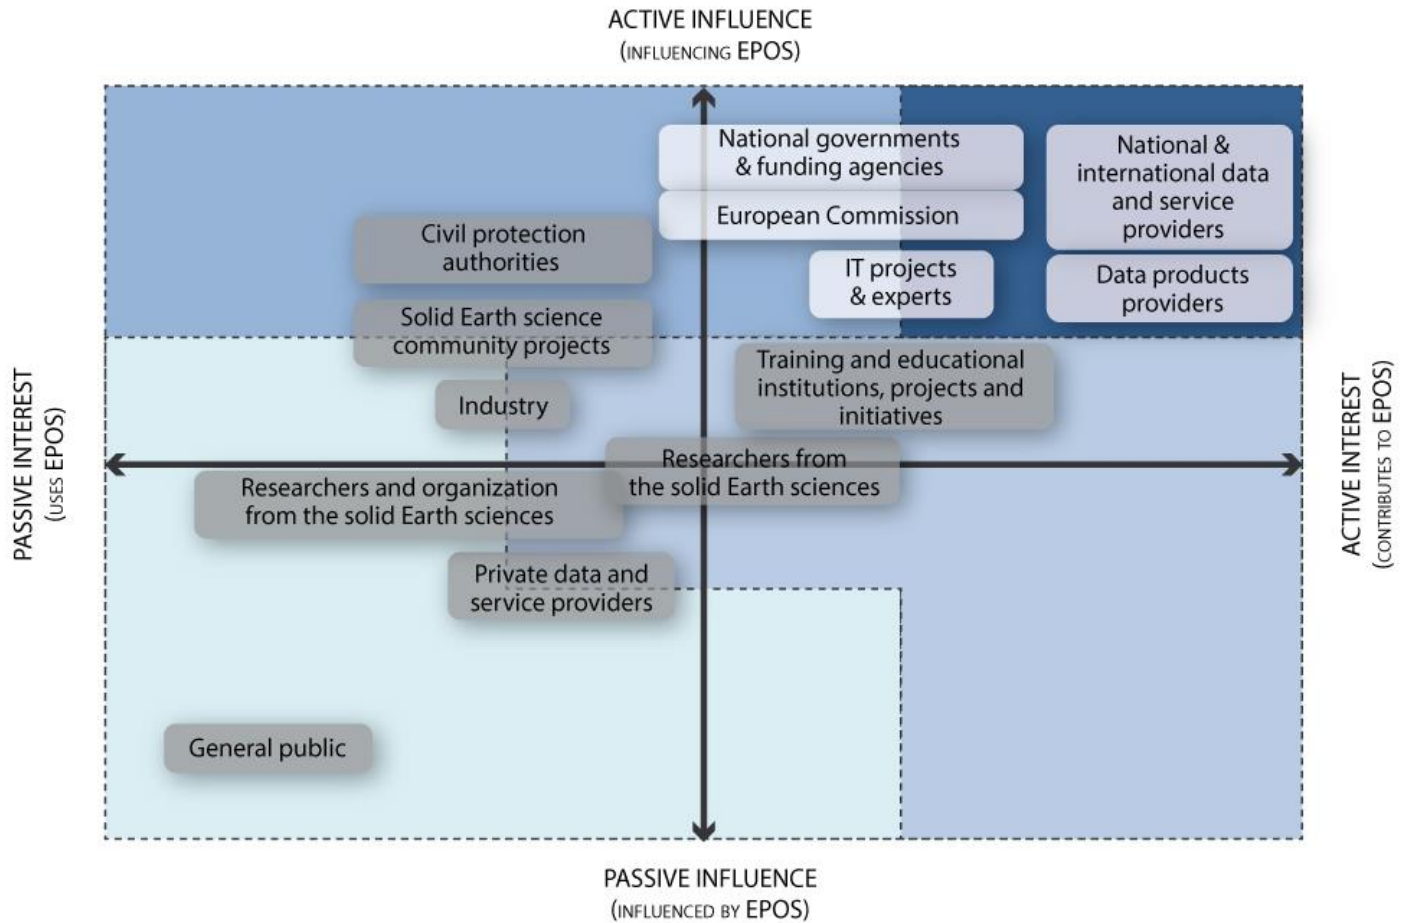 ACTIVE INFLUENCE
(INFLUENCING EPOS)
National governments
& funding agencies
National &
international data
and service
providers
European Commission
Civil protection
authorities
IT projects
& experts
Data products
providers
Solid Earth science
community projects
Training and educational
institutions, projects and
initiatives
Industry
PASSIVE INTEREST
(USES EPOS)
ACTIVE INTEREST
(CONTRIBUTES TO EPOS)
Researchers from
the solid Earth sciences
Researchers and organization
from the solid Earth sciences
Private data and
service providers
General public
PASSIVE INFLUENCE
(INFLUENCED BY EPOS)